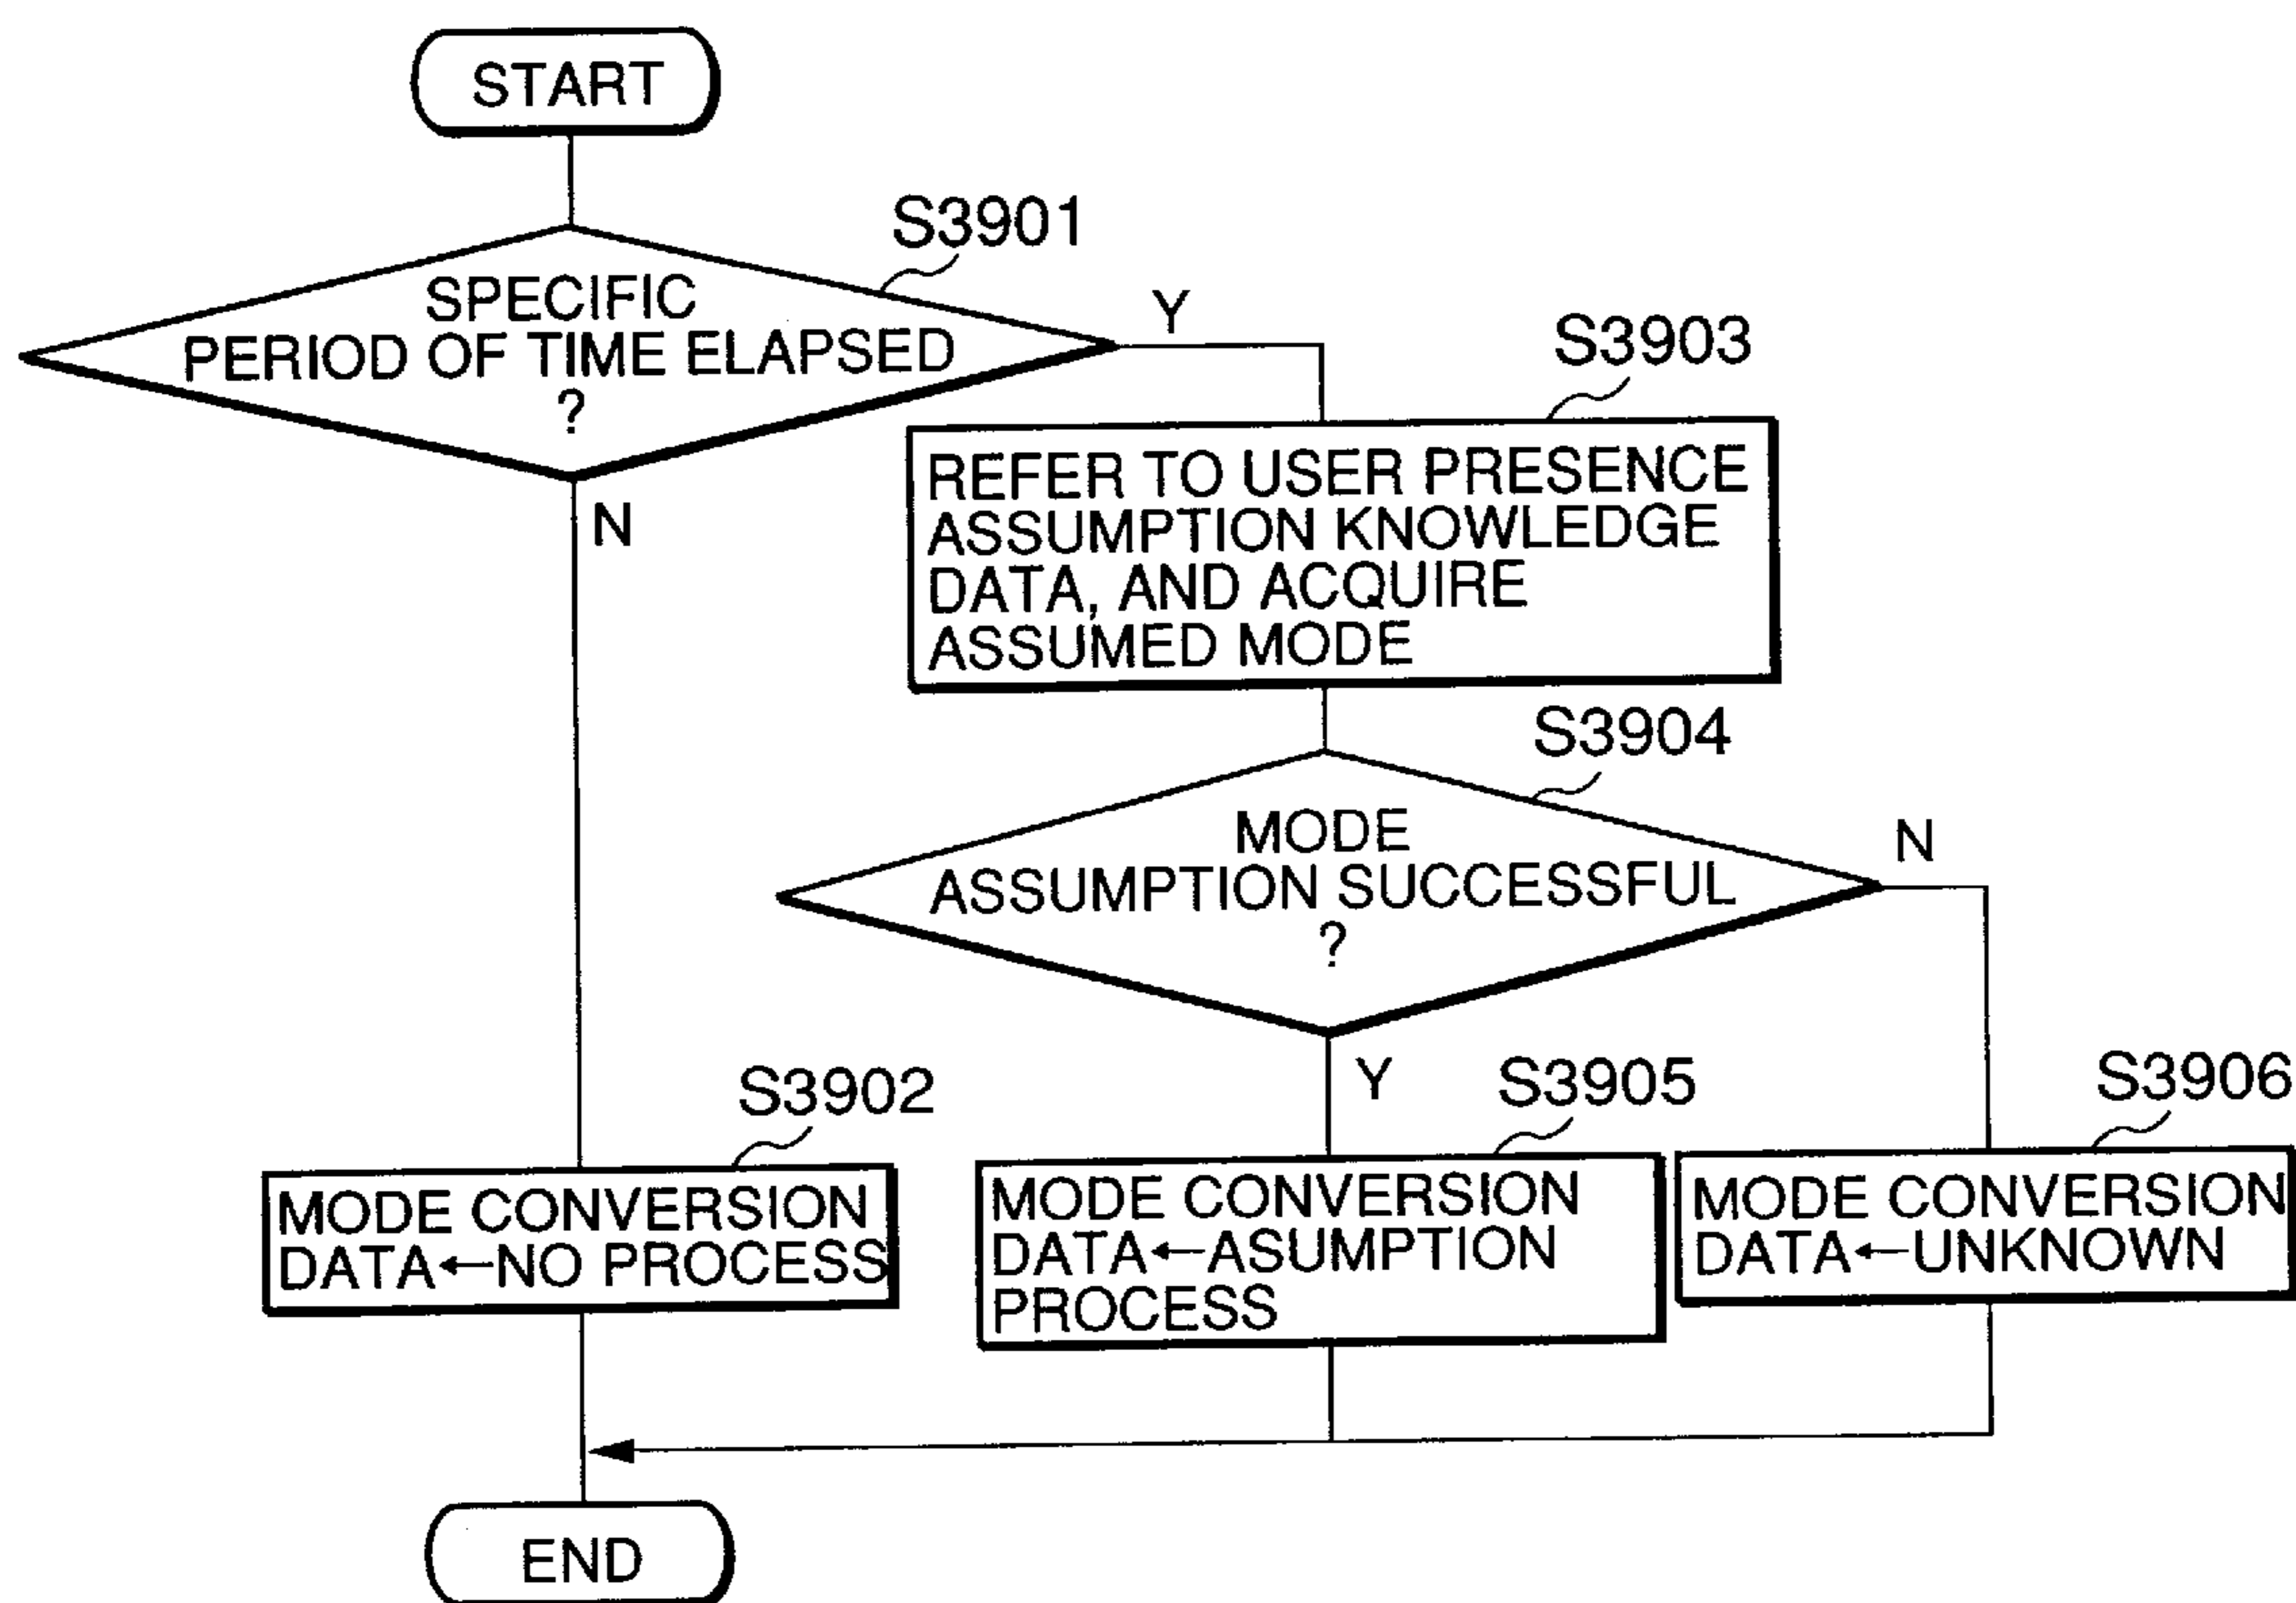 START
S3901
SPECIFIC
PERIOD OF TIME ELAPSED
?
Y
N
S3903
REFER TO USER PRESENCE
ASSUMPTION KNOWLEDGE
DATA, AND ACQUIRE
ASSUMED MODE
S3904
MODE
ASSUMPTION SUCCESSFUL
?
N
Y
S3902
MODE CONVERSION
DATA←NO PROCESS
S3905
MODE CONVERSION
DATA←ASUMPTION
PROCESS
S3906
MODE CONVERSION
DATA←UNKNOWN
END